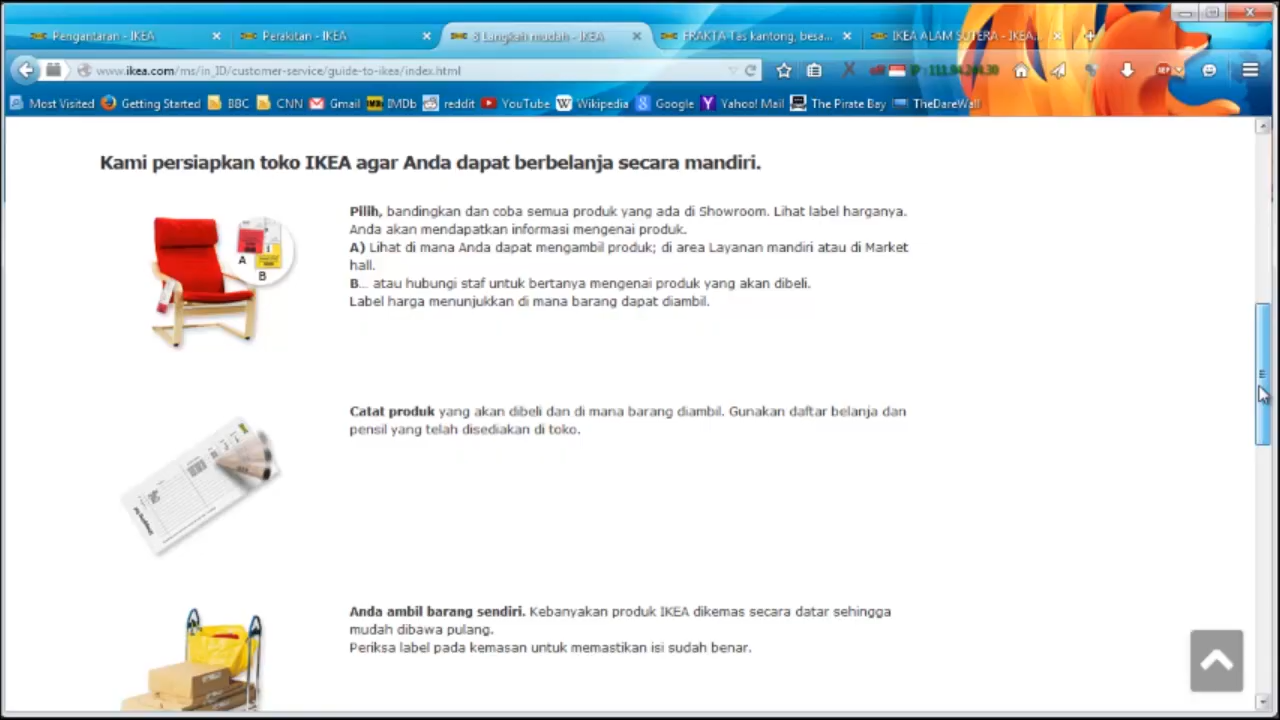 Pengantaran - IKEA
Perakitan - IKEA
3 Langkah mudah - IKEA
FRAKTA Tas kantong, besa...
IKEA ALAM SUTERA - IKEA...
www.ikea.com/ms/in_ID/customer-service/guide-to-ikea/index.html
Most Visited
Getting Started
BBC
CNN
Gmail
IMDb
reddit
YouTube
Wikipedia
Google
Yahoo! Mail
The Pirate Bay
TheDareWall
Kami persiapkan toko IKEA agar Anda dapat berbelanja secara mandiri.
Pilih, bandingkan dan coba semua produk yang ada di Showroom. Lihat label harganya.
Anda akan mendapatkan informasi mengenai produk.
A) Lihat di mana Anda dapat mengambil produk; di area Layanan mandiri atau di Market
hall.
B... atau hubungi staf untuk bertanya mengenai produk yang akan dibeli.
Label harga menunjukkan di mana barang dapat diambil.
A
B
Catat produk yang akan dibeli dan di mana barang diambil. Gunakan daftar belanja dan
pensil yang telah disediakan di toko.
Anda ambil barang sendiri. Kebanyakan produk IKEA dikemas secara datar sehingga
mudah dibawa pulang.
Periksa label pada kemasan untuk memastikan isi sudah benar.